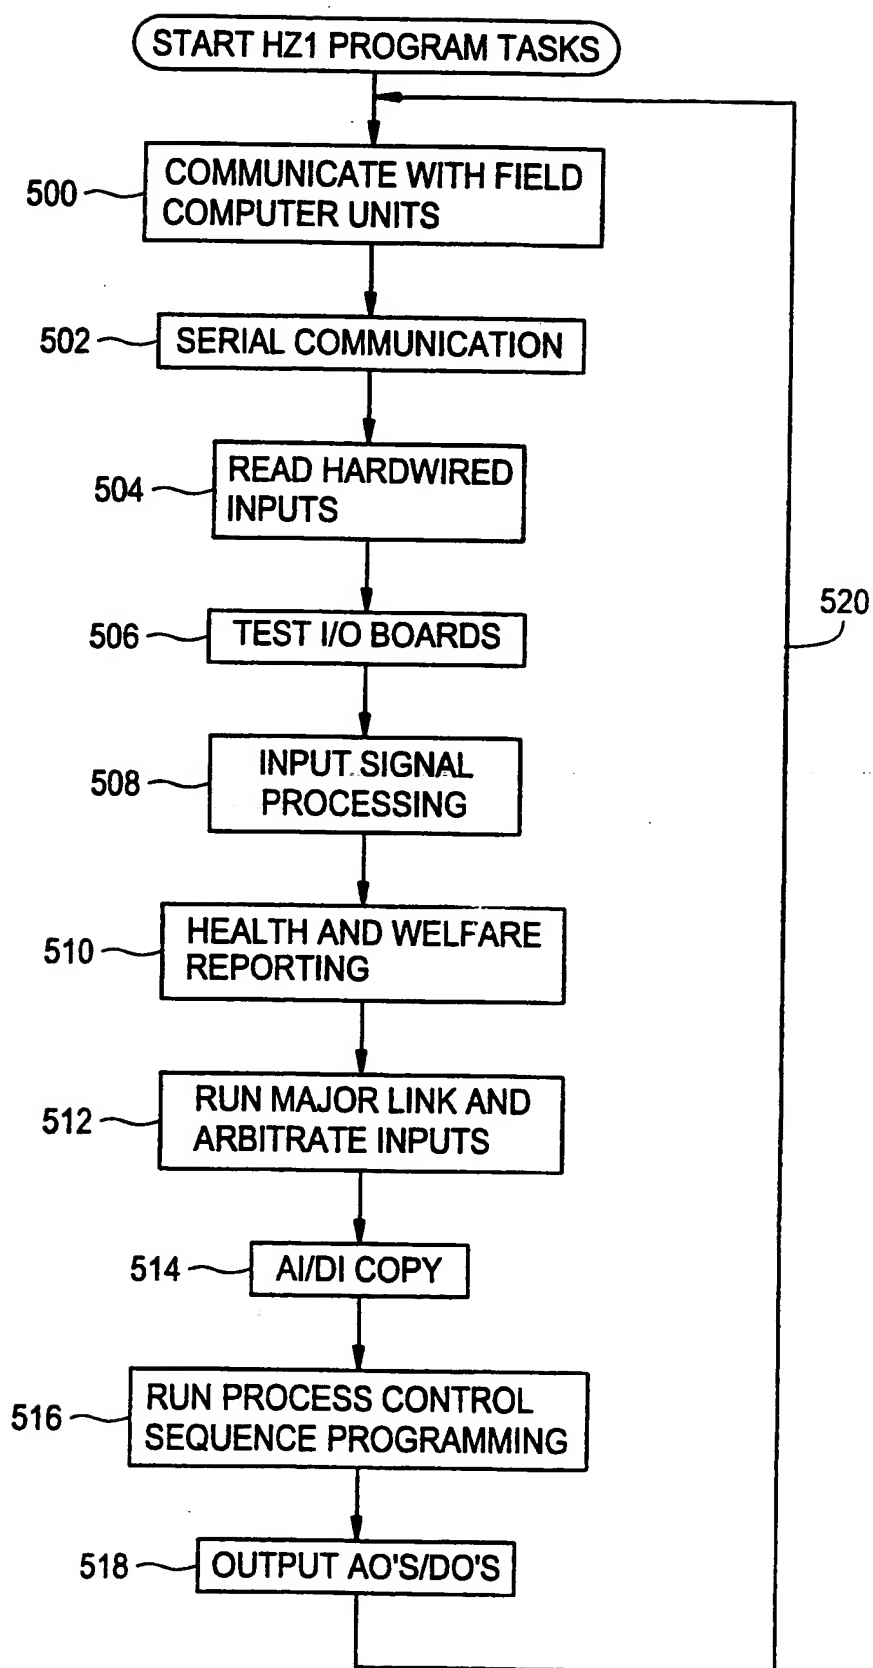 START HZ1 PROGRAM TASKS
500
COMMUNICATE WITH FIELD
COMPUTER UNITS
502
SERIAL COMMUNICATION
504
READ HARDWIRED
INPUTS
506
TEST I/O BOARDS
520
508
INPUT SIGNAL
PROCESSING
510
HEALTH AND WELFARE
REPORTING
512
RUN MAJOR LINK AND
ARBITRATE INPUTS
514
AI/DI COPY
516
RUN PROCESS CONTROL
SEQUENCE PROGRAMMING
518
OUTPUT AO'S/DO'S